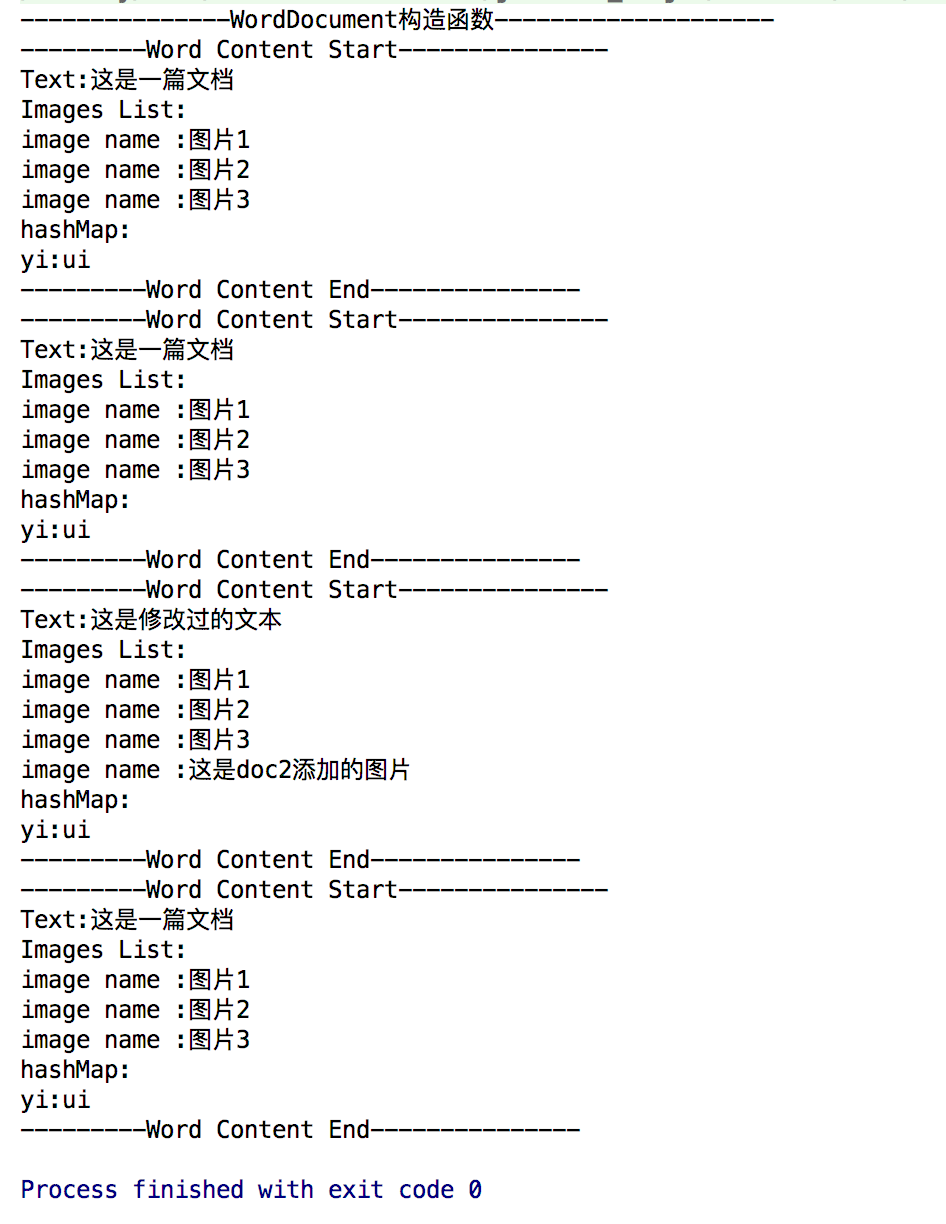 ---------------WordDocument构造函数--------------------
---------Word Content Start---------------
Text:这是一篇文档
Images List:
image name :图片1
image name :图片2
image name :图片3
hashMap:
yi:ui
---------Word Content End---------------
---------Word Content Start---------------
Text:这是一篇文档
Images List:
image name :图片1
image name :图片2
image name :图片3
hashMap:
yi:ui
---------Word Content End---------------
---------Word Content Start---------------
Text:这是修改过的文本
Images List:
image name :图片1
image name :图片2
image name :图片3
image name :这是doc2添加的图片
hashMap:
yi:ui
---------Word Content End---------------
---------Word Content Start---------------
Text:这是一篇文档
Images List:
image name :图片1
image name :图片2
image name :图片3
hashMap:
yi:ui
---------Word Content End---------------
Process finished with exit code 0